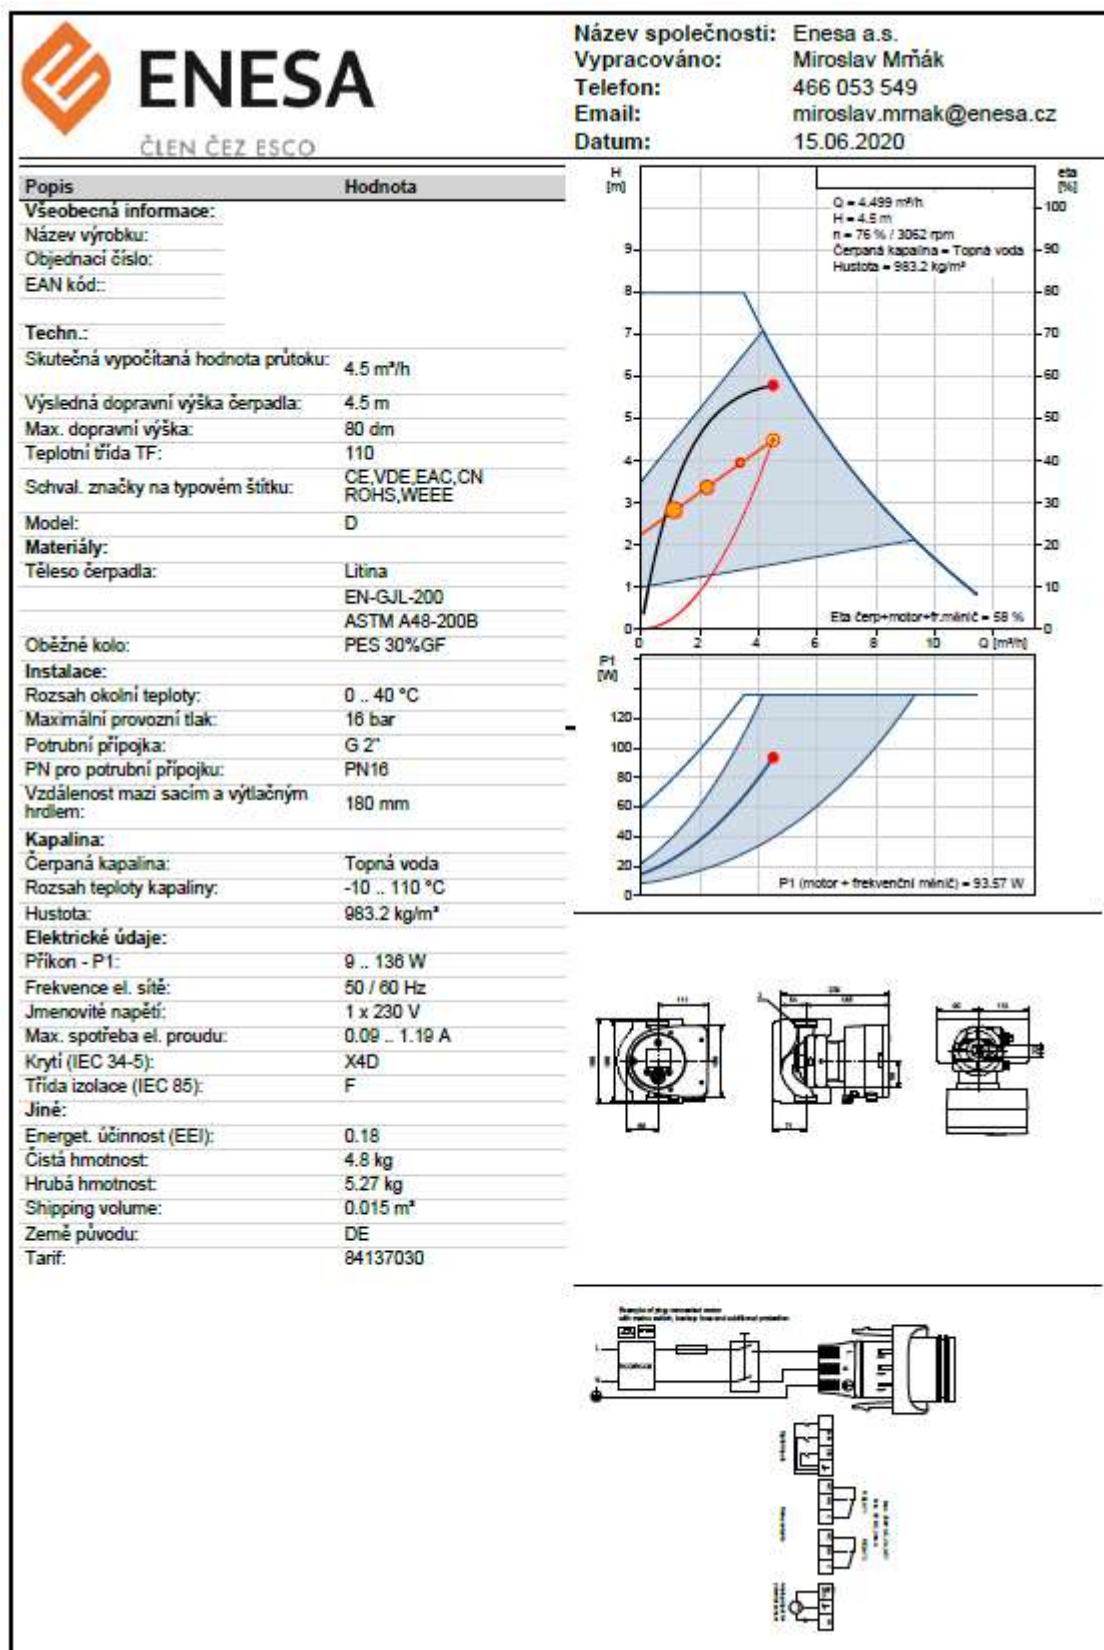 ENESA
ČLEN ČEZ ESCO
Název společnosti: Enesa a.s.
Vypracováno: Miroslav Mrňák
Telefon: 466 053 549
Email: miroslav.mrnak@enesa.cz
Datum: 15.06.2020
Popis Hodnota
Všeobecná informace:
Název výrobku:
Objednací číslo:
EAN kód::
Techn.:
Skutečná vypočítaná hodnota průtoku: 4.5 m³/h
Výsledná dopravní výška čerpadla: 4.5 m
Max. dopravní výška: 80 dm
Teplotní třída TF: 110
Schval. značky na typovém štítku: CE,VDE,EAC,CN
ROHS,WEEE
Model: D
Materiály:
Těleso čerpadla: Litina
EN-GJL-200
ASTM A48-200B
Oběžné kolo: PES 30%GF
Instalace:
Rozsah okolní teploty: 0 .. 40 °C
Maximální provozní tlak: 16 bar
Potrubní přípojka: G 2"
PN pro potrubní přípojku: PN16
Vzdálenost mezi sacím a výtlačným
hrdlem: 180 mm
Kapalina:
Čerpaná kapalina: Topná voda
Rozsah teploty kapaliny: -10 .. 110 °C
Hustota: 983.2 kg/m³
Elektrické údaje:
Příkon - P1: 9 .. 136 W
Frekvence el. sítě: 50 / 60 Hz
Jmenovité napětí: 1 x 230 V
Max. spotřeba el. proudu: 0.09 .. 1.19 A
Krytí (IEC 34-5): X4D
Třída izolace (IEC 85): F
Jiné:
Energet. účinnost (EEI): 0.18
Čistá hmotnost: 4.8 kg
Hrubá hmotnost: 5.27 kg
Shipping volume: 0.015 m³
Země původu: DE
Tarif: 84137030
H
[m]
eta
[%]
Q = 4.499 m³/h
H = 4.5 m
n = 76 % / 3062 rpm
Čerpaná kapalina = Topná voda
Hustota = 983.2 kg/m³
100
9 90
8 80
7 70
6 60
5 50
4 40
3 30
2 20
1 10
0 0
Eta čerp+motor+fr.měnič = 58 %
0 2 4 6 8 10 Q [m³/h]
P1
[W]
120
100
80
60
40
20
0
P1 (motor + frekvenční měnič) = 93.57 W
Example of plug-connected motor
with mains switch, backup fuse and additional protection
L
N